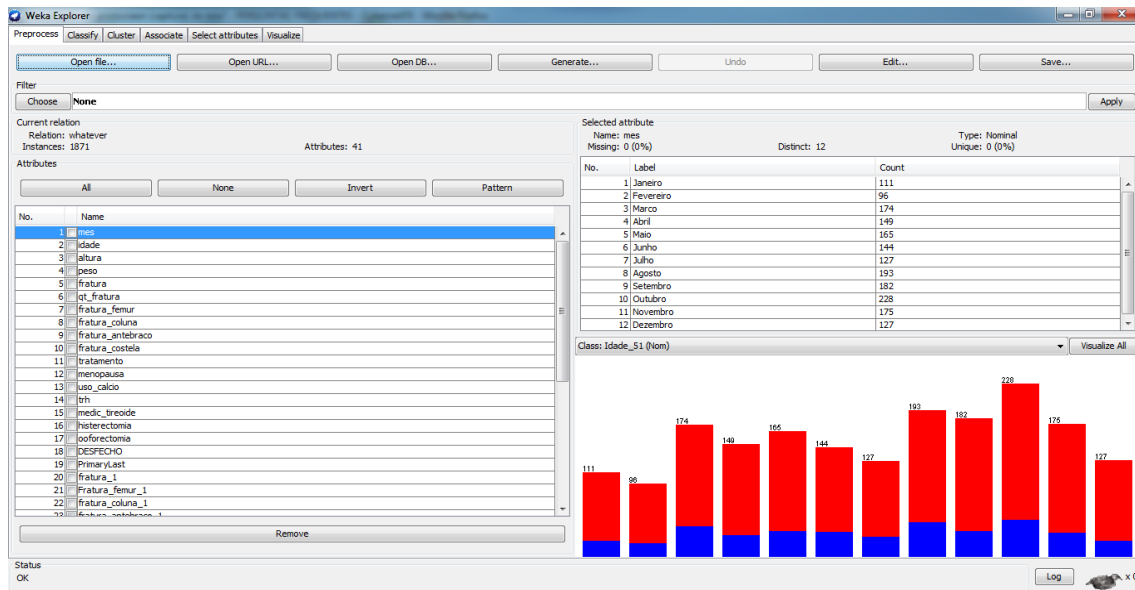 Weka Explorer
Preprocess Classify Cluster Associate Select attributes Visualize
Open file... Open URL... Open DB... Generate... Undo Edit... Save...
Filter
Choose None Apply
Current relation
Relation: whatever
Instances: 1871 Attributes: 41
Attributes
All None Invert Pattern
No. Name
1 mes
2 idade
3 altura
4 peso
5 fratura
6 qt_fratura
7 fratura_femur
8 fratura_coluna
9 fratura_antebraco
10 fratura_costela
11 tratamento
12 menopausa
13 uso_calcio
14 trh
15 medic_tireoide
16 histerectomia
17 ooforectomia
18 DESFECHO
19 PrimaryLast
20 fratura_1
21 Fratura_femur_1
22 fratura_coluna_1
23 fratura_antebraco_1
Remove
Selected attribute
Name: mes Type: Nominal
Missing: 0 (0%) Distinct: 12 Unique: 0 (0%)
No. Label Count
1 Janeiro 111
2 Fevereiro 96
3 Marco 174
4 Abril 149
5 Maio 165
6 Junho 144
7 Julho 127
8 Agosto 193
9 Setembro 182
10 Outubro 228
11 Novembro 175
12 Dezembro 127
Class: Idade_51 (Nom) Visualize All
111 96 174 149 165 144 127 193 182 228 175 127
Status
OK Log x 0